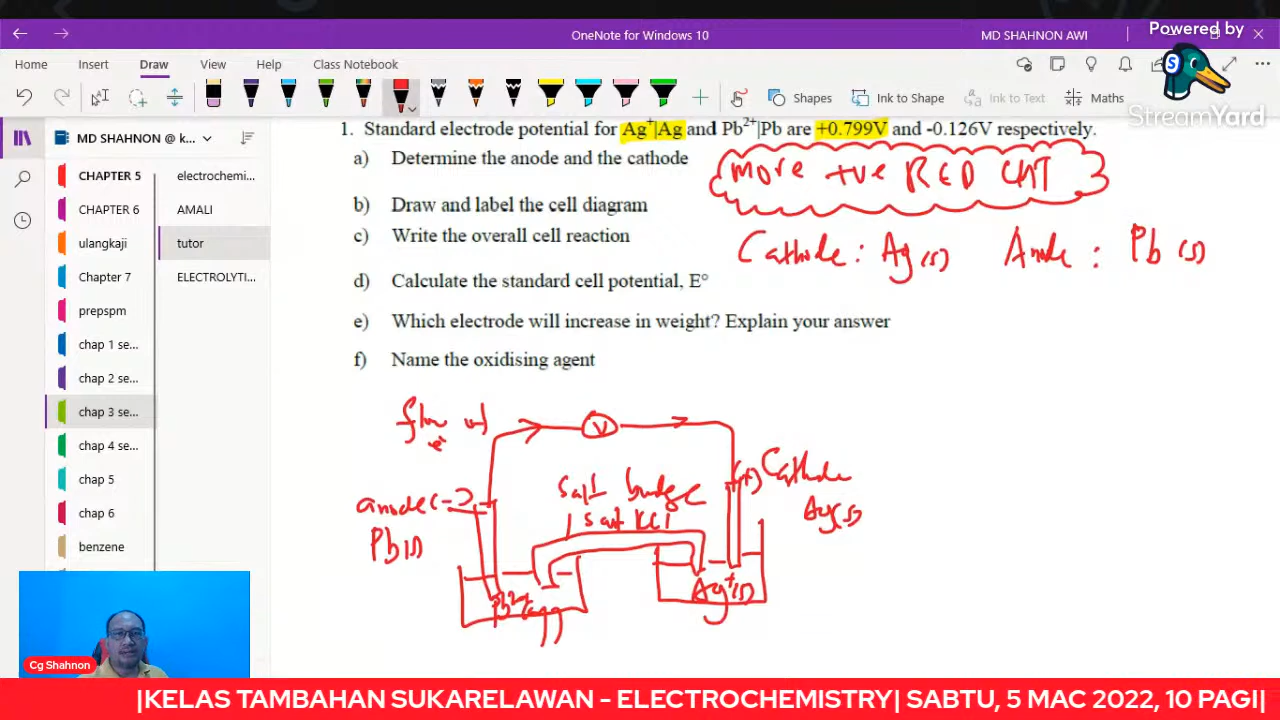 OneNote for Windows 10
MD SHAHNON AWI
Powered by
StreamYard
Home Insert Draw View Help Class Notebook
Shapes Ink to Shape Ink to Text Maths
MD SHAHNON @ k...
CHAPTER 5
CHAPTER 6
ulangkaji
Chapter 7
prepspm
chap 1 se...
chap 2 se...
chap 3 se...
chap 4 se...
chap 5
chap 6
benzene
electrochemi...
AMALI
tutor
ELECTROLYTI...
1. Standard electrode potential for Ag⁺|Ag and Pb²⁺|Pb are +0.799V and -0.126V respectively.
a) Determine the anode and the cathode
b) Draw and label the cell diagram
c) Write the overall cell reaction
d) Calculate the standard cell potential, E°
e) Which electrode will increase in weight? Explain your answer
f) Name the oxidising agent
More +ve RED CAT
Cathode : Ag(s) Anode : Pb (s)
flow of
e⁻
V
salt bridge
sat KCl
anode (-)
Pb(s)
(+) Cathode
Ag(s)
Pb²⁺(aq)
Ag⁺(s)
Cg Shahnon
|KELAS TAMBAHAN SUKARELAWAN - ELECTROCHEMISTRY| SABTU, 5 MAC 2022, 10 PAGI|